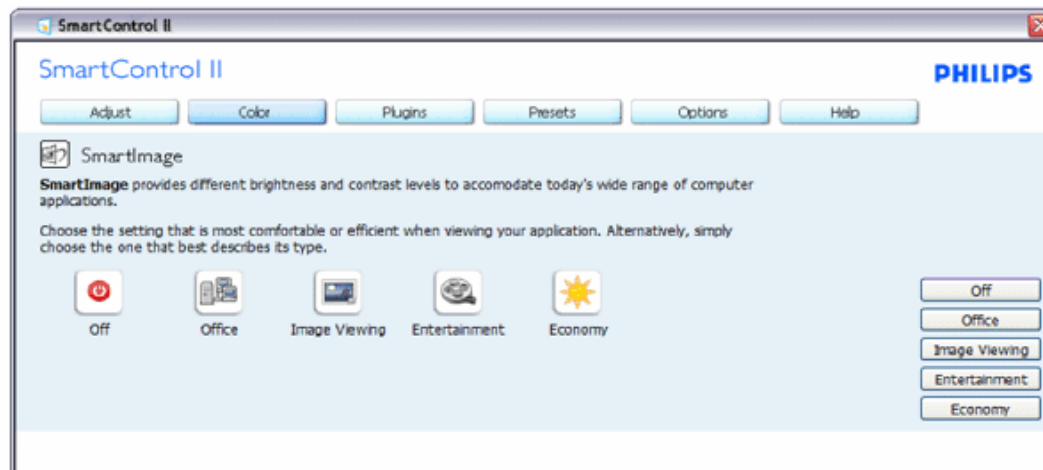 SmartControl II
SmartControl II
PHILIPS
Adjust Color Plugins Presets Options Help
SmartImage
SmartImage provides different brightness and contrast levels to accomodate today's wide range of computer
applications.
Choose the setting that is most comfortable or efficient when viewing your application. Alternatively, simply
choose the one that best describes its type.
Off Office Image Viewing Entertainment Economy
Off
Office
Image Viewing
Entertainment
Economy